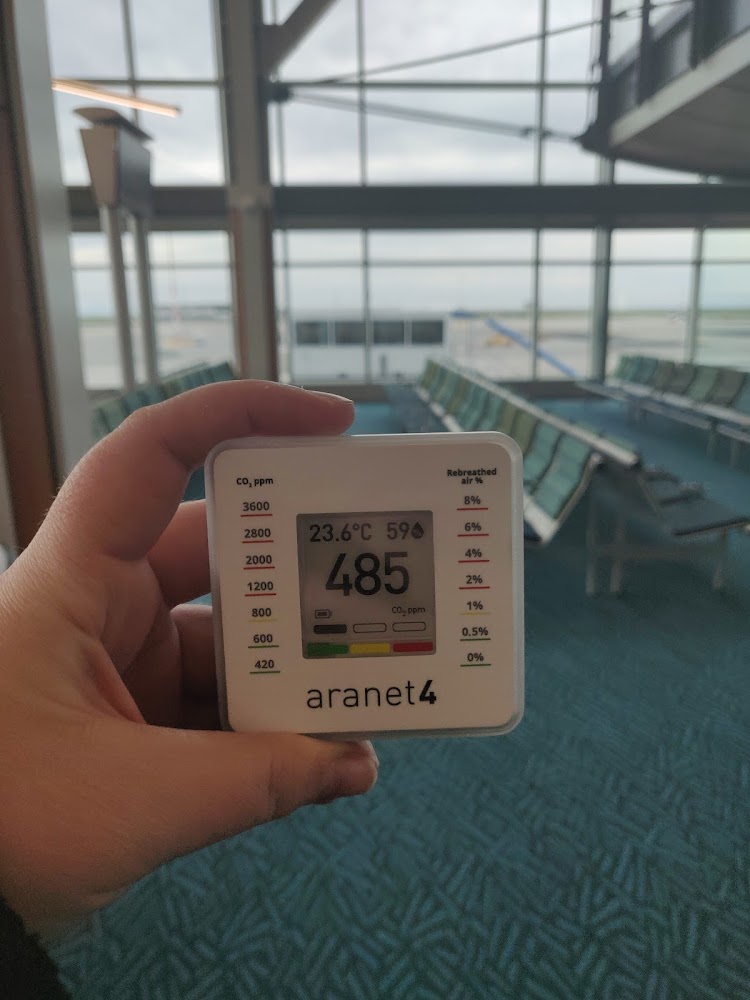 CO₂ ppm
3600
2800
2000
1200
800
600
420
23.6°C 59
485
CO₂ ppm
Rebreathed
air %
8%
6%
4%
2%
1%
0.5%
0%
aranet4